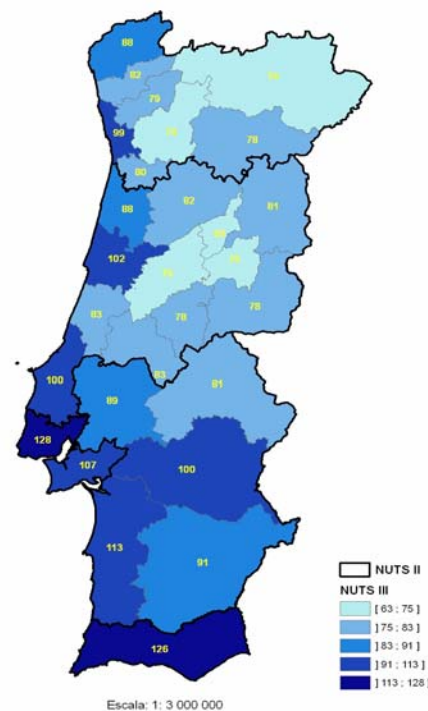 88
82
79
99
78
80
88
82
81
102
83
78
78
83
100
89
81
128
107
100
113
91
126
NUTS II
NUTS III
[ 63 ; 75 ]
] 75 ; 83 ]
] 83 ; 91 ]
] 91 ; 113 ]
] 113 ; 128 ]
Escala: 1: 3 000 000